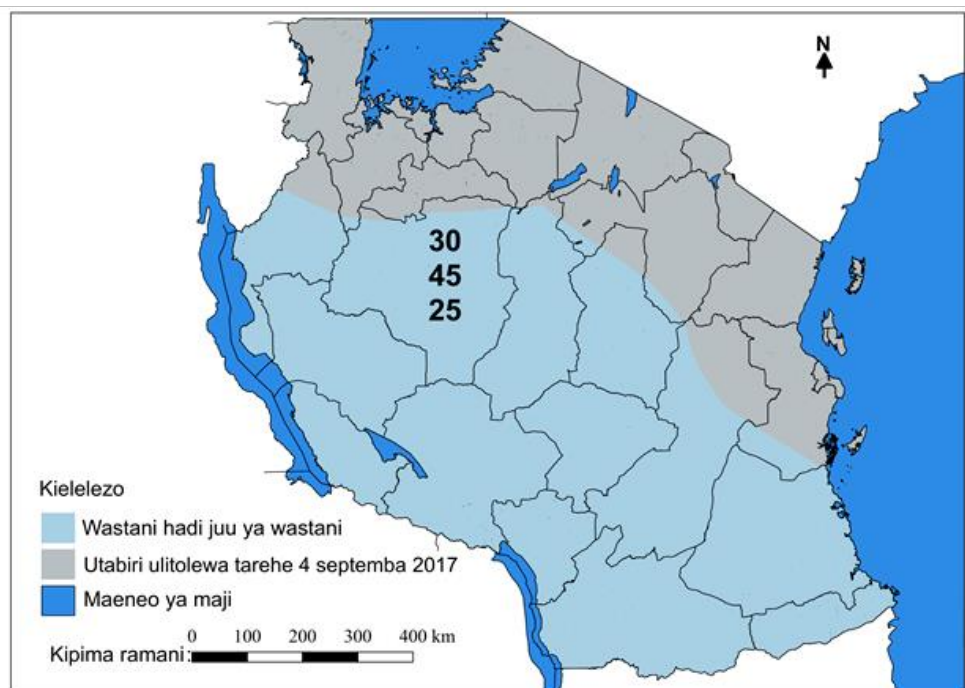 N
30
45
25
Kielelezo
Wastani hadi juu ya wastani
Utabiri ulitolewa tarehe 4 septemba 2017
Maeneo ya maji
0 100 200 300 400 km
Kipima ramani: